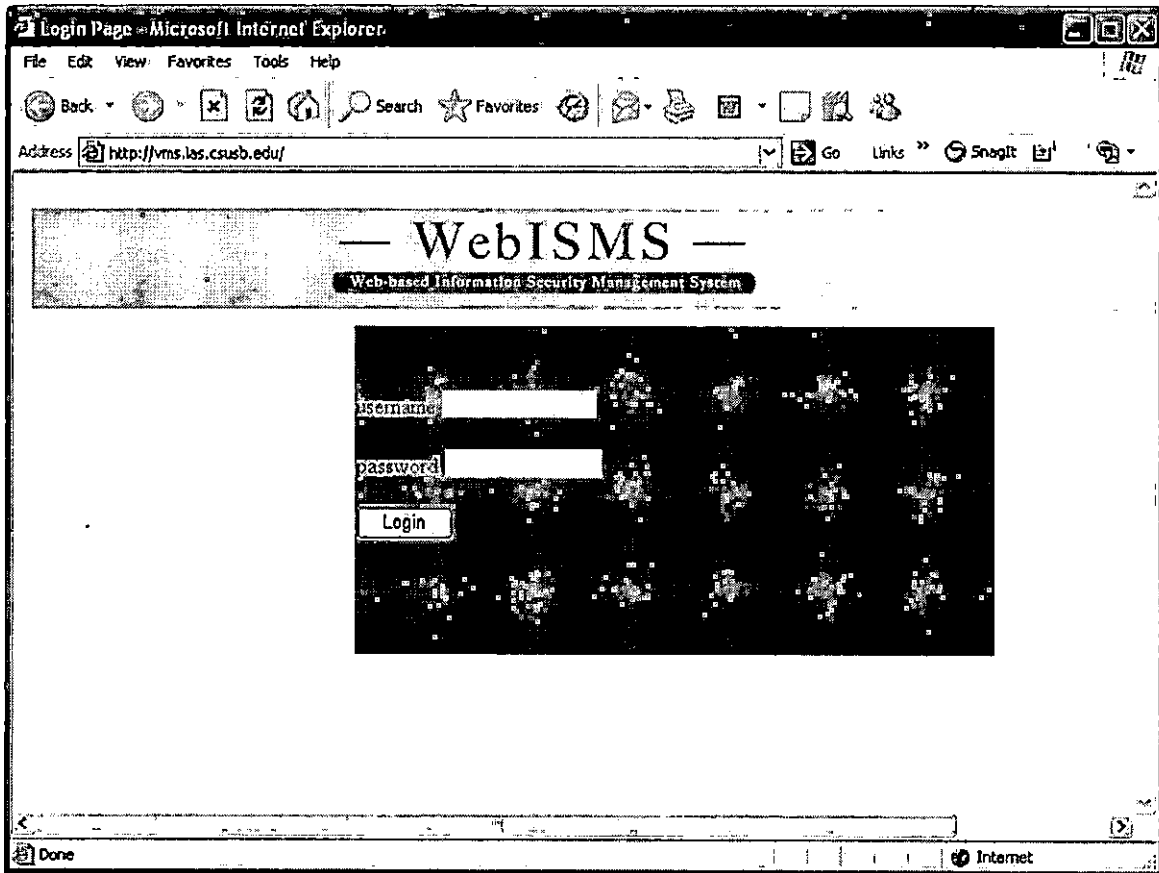 Login Page - Microsoft Internet Explorer
File Edit View Favorites Tools Help
Back Search Favorites
Address http://vms.ias.csusb.edu/ Go Links » SnagIt
— WebISMS —
Web-based Information Security Management System
username
password
Login
Done Internet